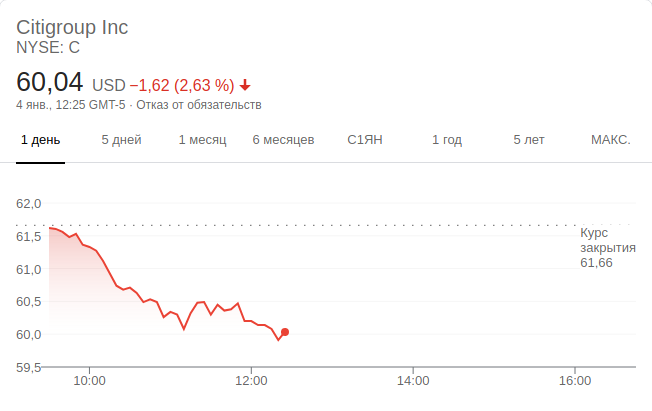 Citigroup Inc
NYSE: C
60,04 USD −1,62 (2,63 %)
4 янв., 12:25 GMT-5 · Отказ от обязательств
1 день 5 дней 1 месяц 6 месяцев С1ЯН 1 год 5 лет МАКС.
62,0
61,5
61,0
60,5
60,0
59,5
Курс
закрытия
61,66
10:00 12:00 14:00 16:00